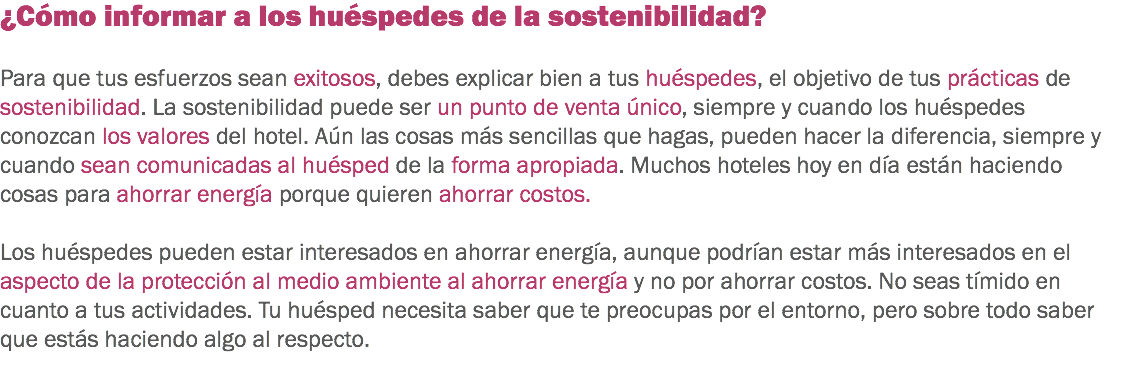 ¿Cómo informar a los huéspedes de la sostenibilidad?
Para que tus esfuerzos sean exitosos, debes explicar bien a tus huéspedes, el objetivo de tus prácticas de
sostenibilidad. La sostenibilidad puede ser un punto de venta único, siempre y cuando los huéspedes
conozcan los valores del hotel. Aún las cosas más sencillas que hagas, pueden hacer la diferencia, siempre y
cuando sean comunicadas al huésped de la forma apropiada. Muchos hoteles hoy en día están haciendo
cosas para ahorrar energía porque quieren ahorrar costos.
Los huéspedes pueden estar interesados en ahorrar energía, aunque podrían estar más interesados en el
aspecto de la protección al medio ambiente al ahorrar energía y no por ahorrar costos. No seas tímido en
cuanto a tus actividades. Tu huésped necesita saber que te preocupas por el entorno, pero sobre todo saber
que estás haciendo algo al respecto.